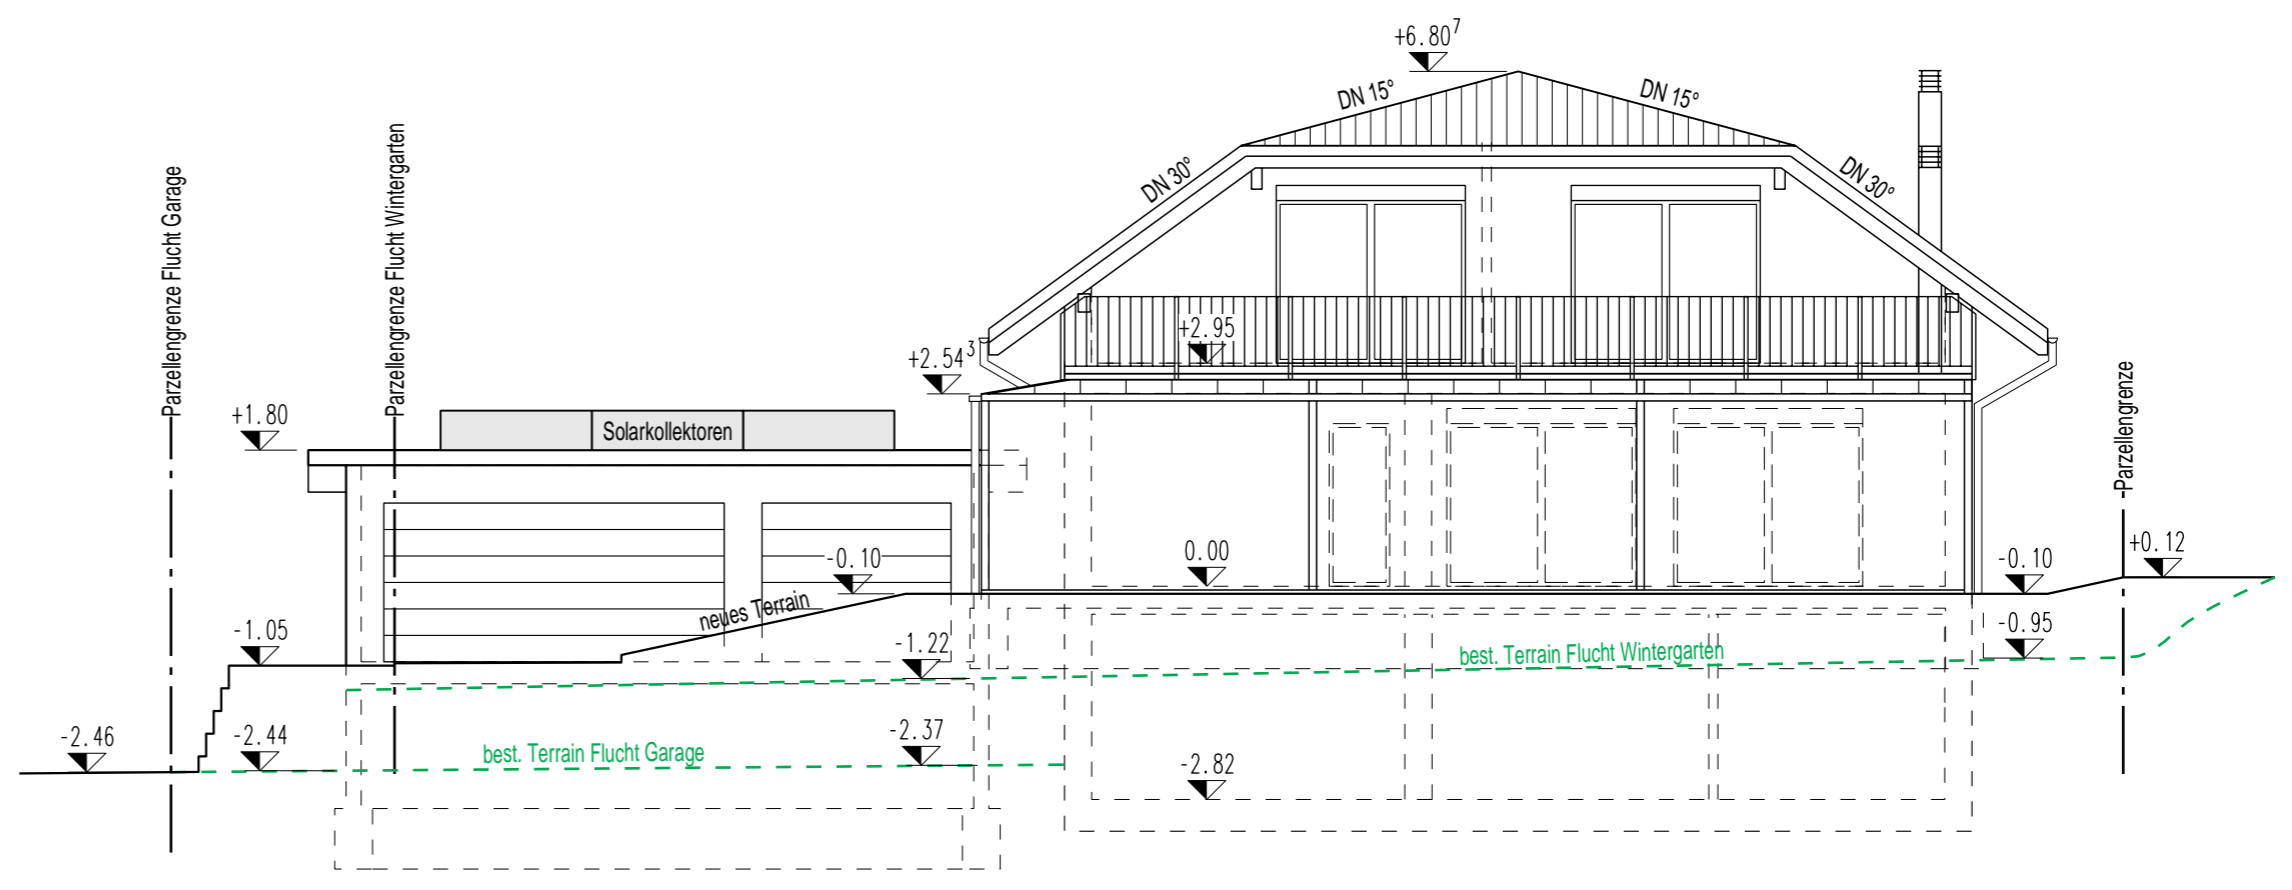 +6.80⁷
DN 15°
DN 15°
DN 30°
DN 30°
Parzellengrenze Flucht Garage
Parzellengrenze Flucht Wintergarten
+2.95
+2.54³
+1.80
Solarkollektoren
Parzellengrenze
+0.12
-0.10
0.00
-0.10
neues Terrain
-1.05
-1.22
best. Terrain Flucht Wintergarten
-0.95
-2.46
-2.44
best. Terrain Flucht Garage
-2.37
-2.82